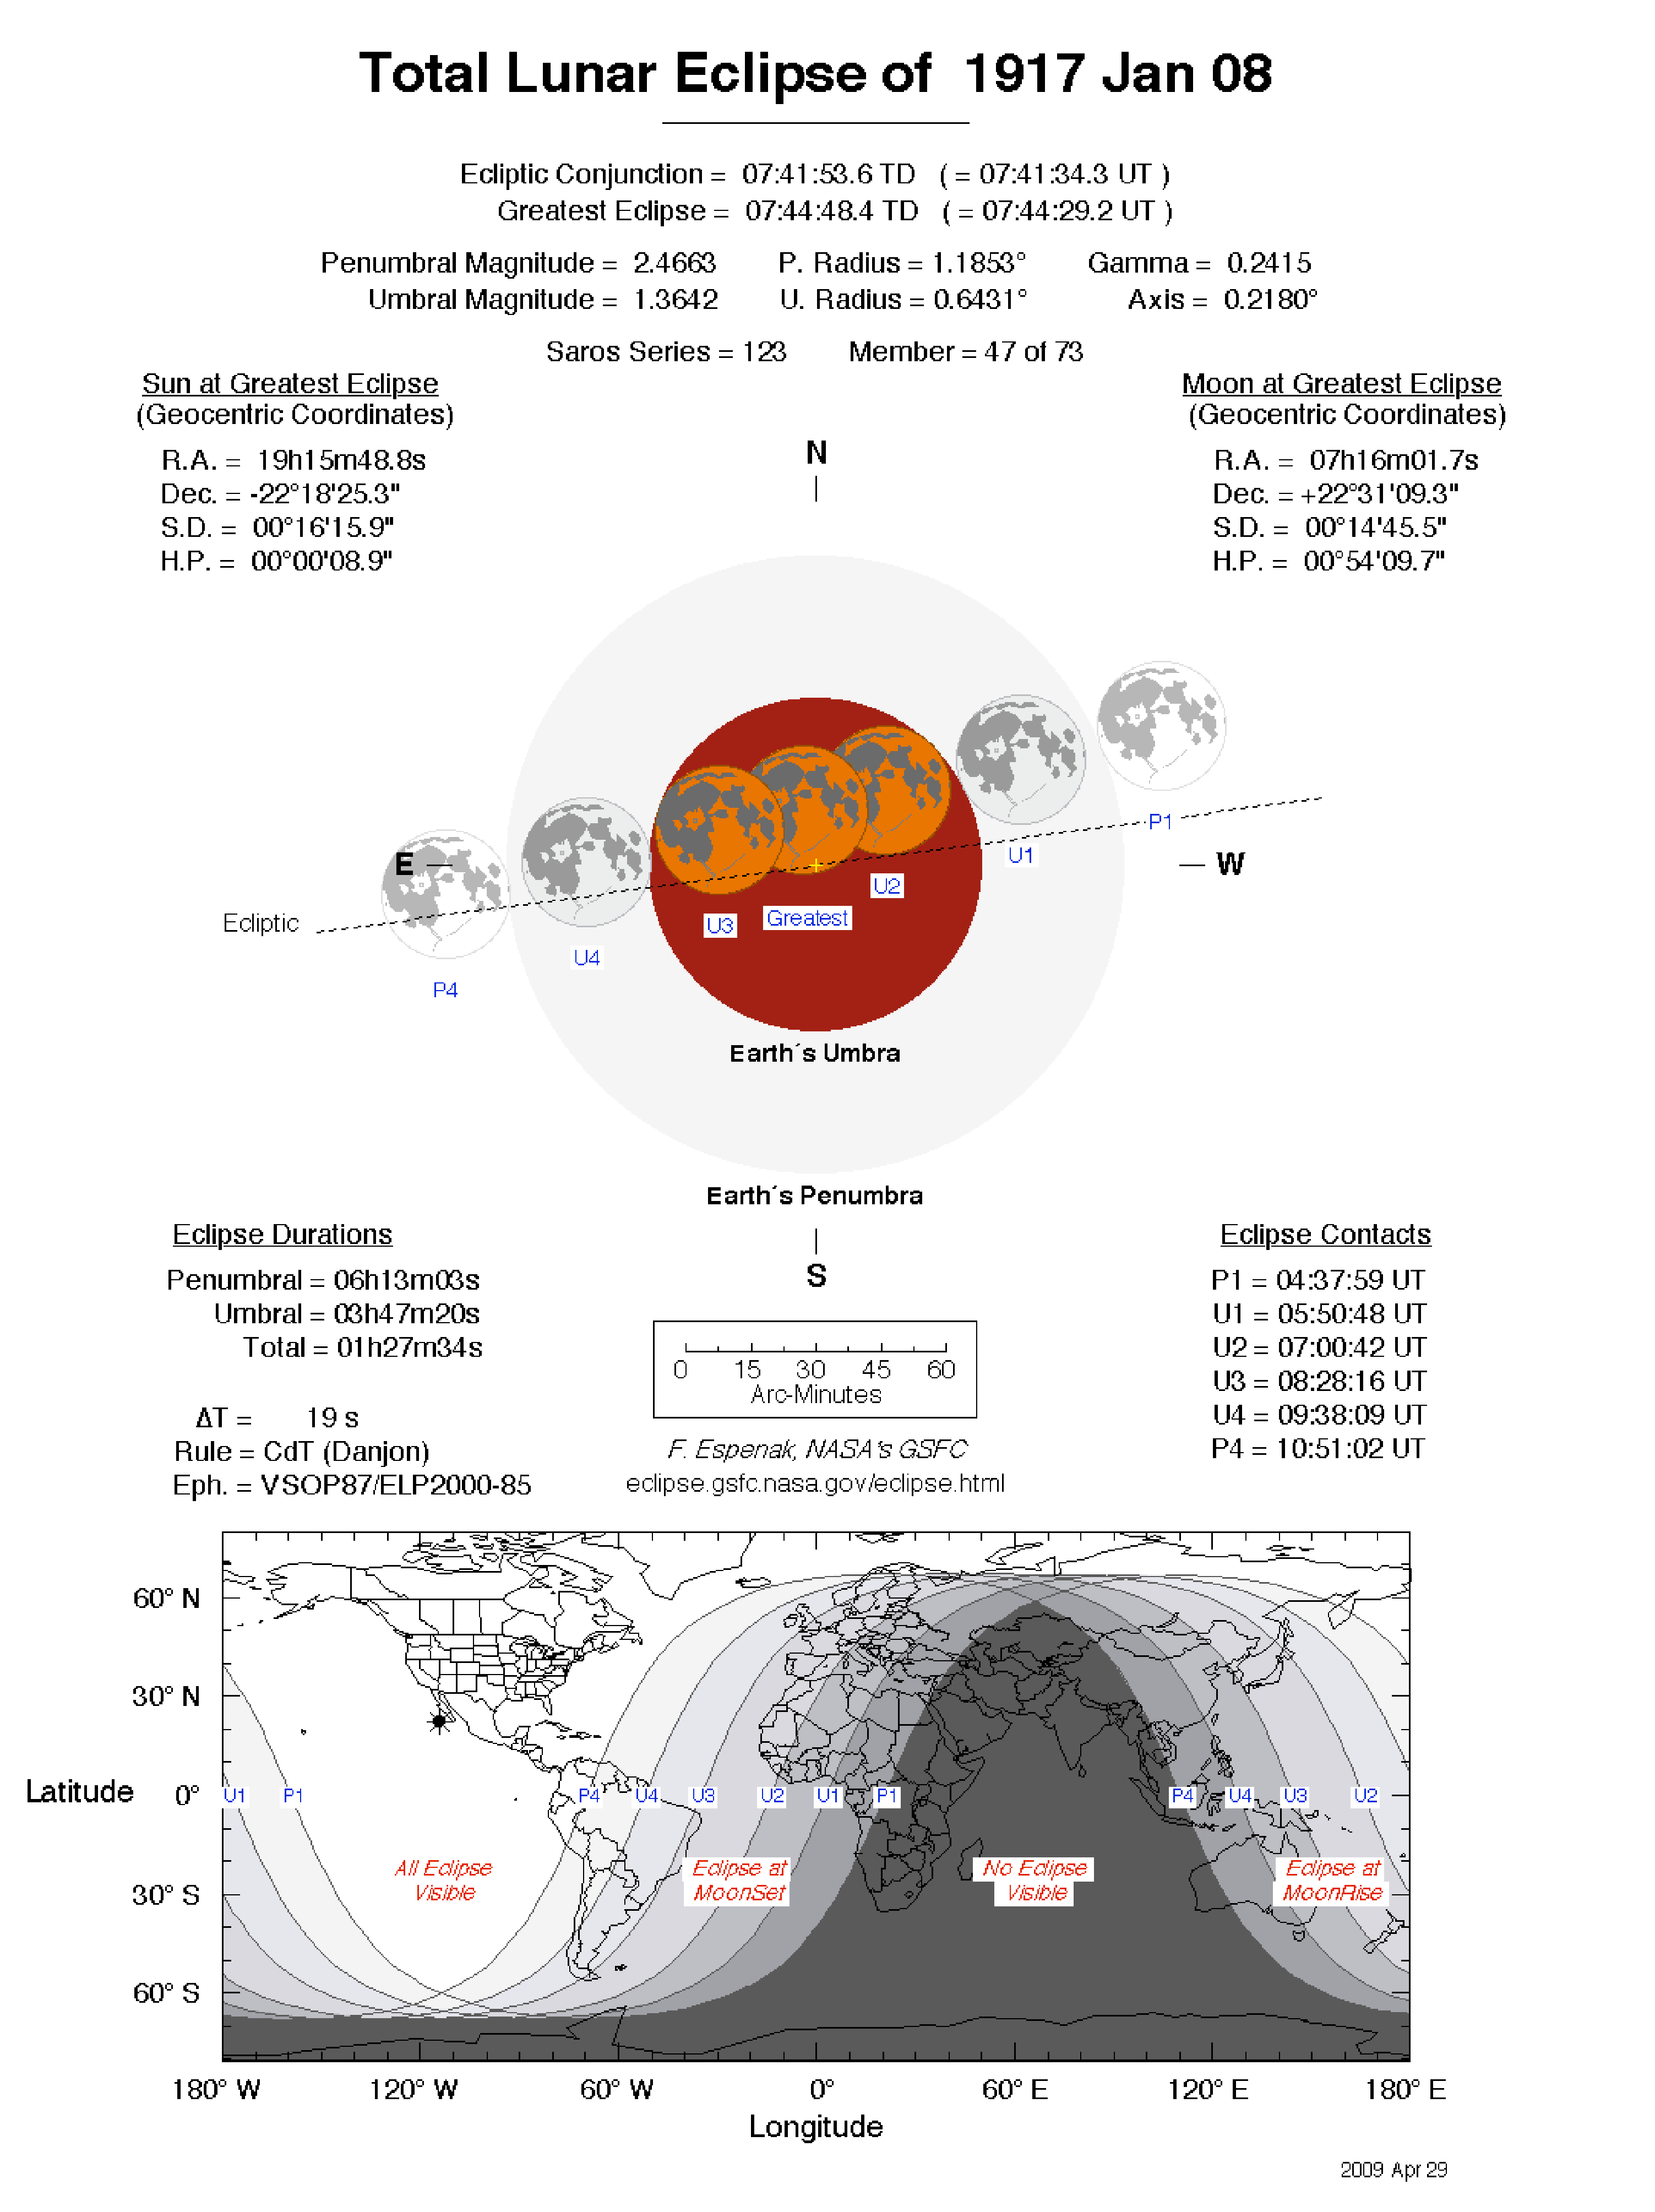 Total Lunar Eclipse of 1917 Jan 08
Ecliptic Conjunction = 07:41:53.6 TD ( = 07:41:34.3 UT )
Greatest Eclipse = 07:44:48.4 TD ( = 07:44:29.2 UT )
Penumbral Magnitude = 2.4663 P. Radius = 1.1853° Gamma = 0.2415
Umbral Magnitude = 1.3642 U. Radius = 0.6431° Axis = 0.2180°
Saros Series = 123 Member = 47 of 73
Sun at Greatest Eclipse
(Geocentric Coordinates)
R.A. = 19h15m48.8s
Dec. = -22°18'25.3"
S.D. = 00°16'15.9"
H.P. = 00°00'08.9"
Moon at Greatest Eclipse
(Geocentric Coordinates)
R.A. = 07h16m01.7s
Dec. = +22°31'09.3"
S.D. = 00°14'45.5"
H.P. = 00°54'09.7"
N
P1
U1
E
W
U2
Greatest
U3
Ecliptic
U4
P4
Earth´s Umbra
Earth´s Penumbra
S
Eclipse Durations
Penumbral = 06h13m03s
Umbral = 03h47m20s
Total = 01h27m34s
ΔT = 19 s
Rule = CdT (Danjon)
Eph. = VSOP87/ELP2000-85
0 15 30 45 60
Arc-Minutes
F. Espenak, NASA's GSFC
eclipse.gsfc.nasa.gov/eclipse.html
Eclipse Contacts
P1 = 04:37:59 UT
U1 = 05:50:48 UT
U2 = 07:00:42 UT
U3 = 08:28:16 UT
U4 = 09:38:09 UT
P4 = 10:51:02 UT
60° N
30° N
Latitude 0°
30° S
60° S
U1 P1 P4 U4 U3 U2 U1 P1 P4 U4 U3 U2
All Eclipse
Visible
Eclipse at
MoonSet
No Eclipse
Visible
Eclipse at
MoonRise
180° W 120° W 60° W 0° 60° E 120° E 180° E
Longitude
2009 Apr 29